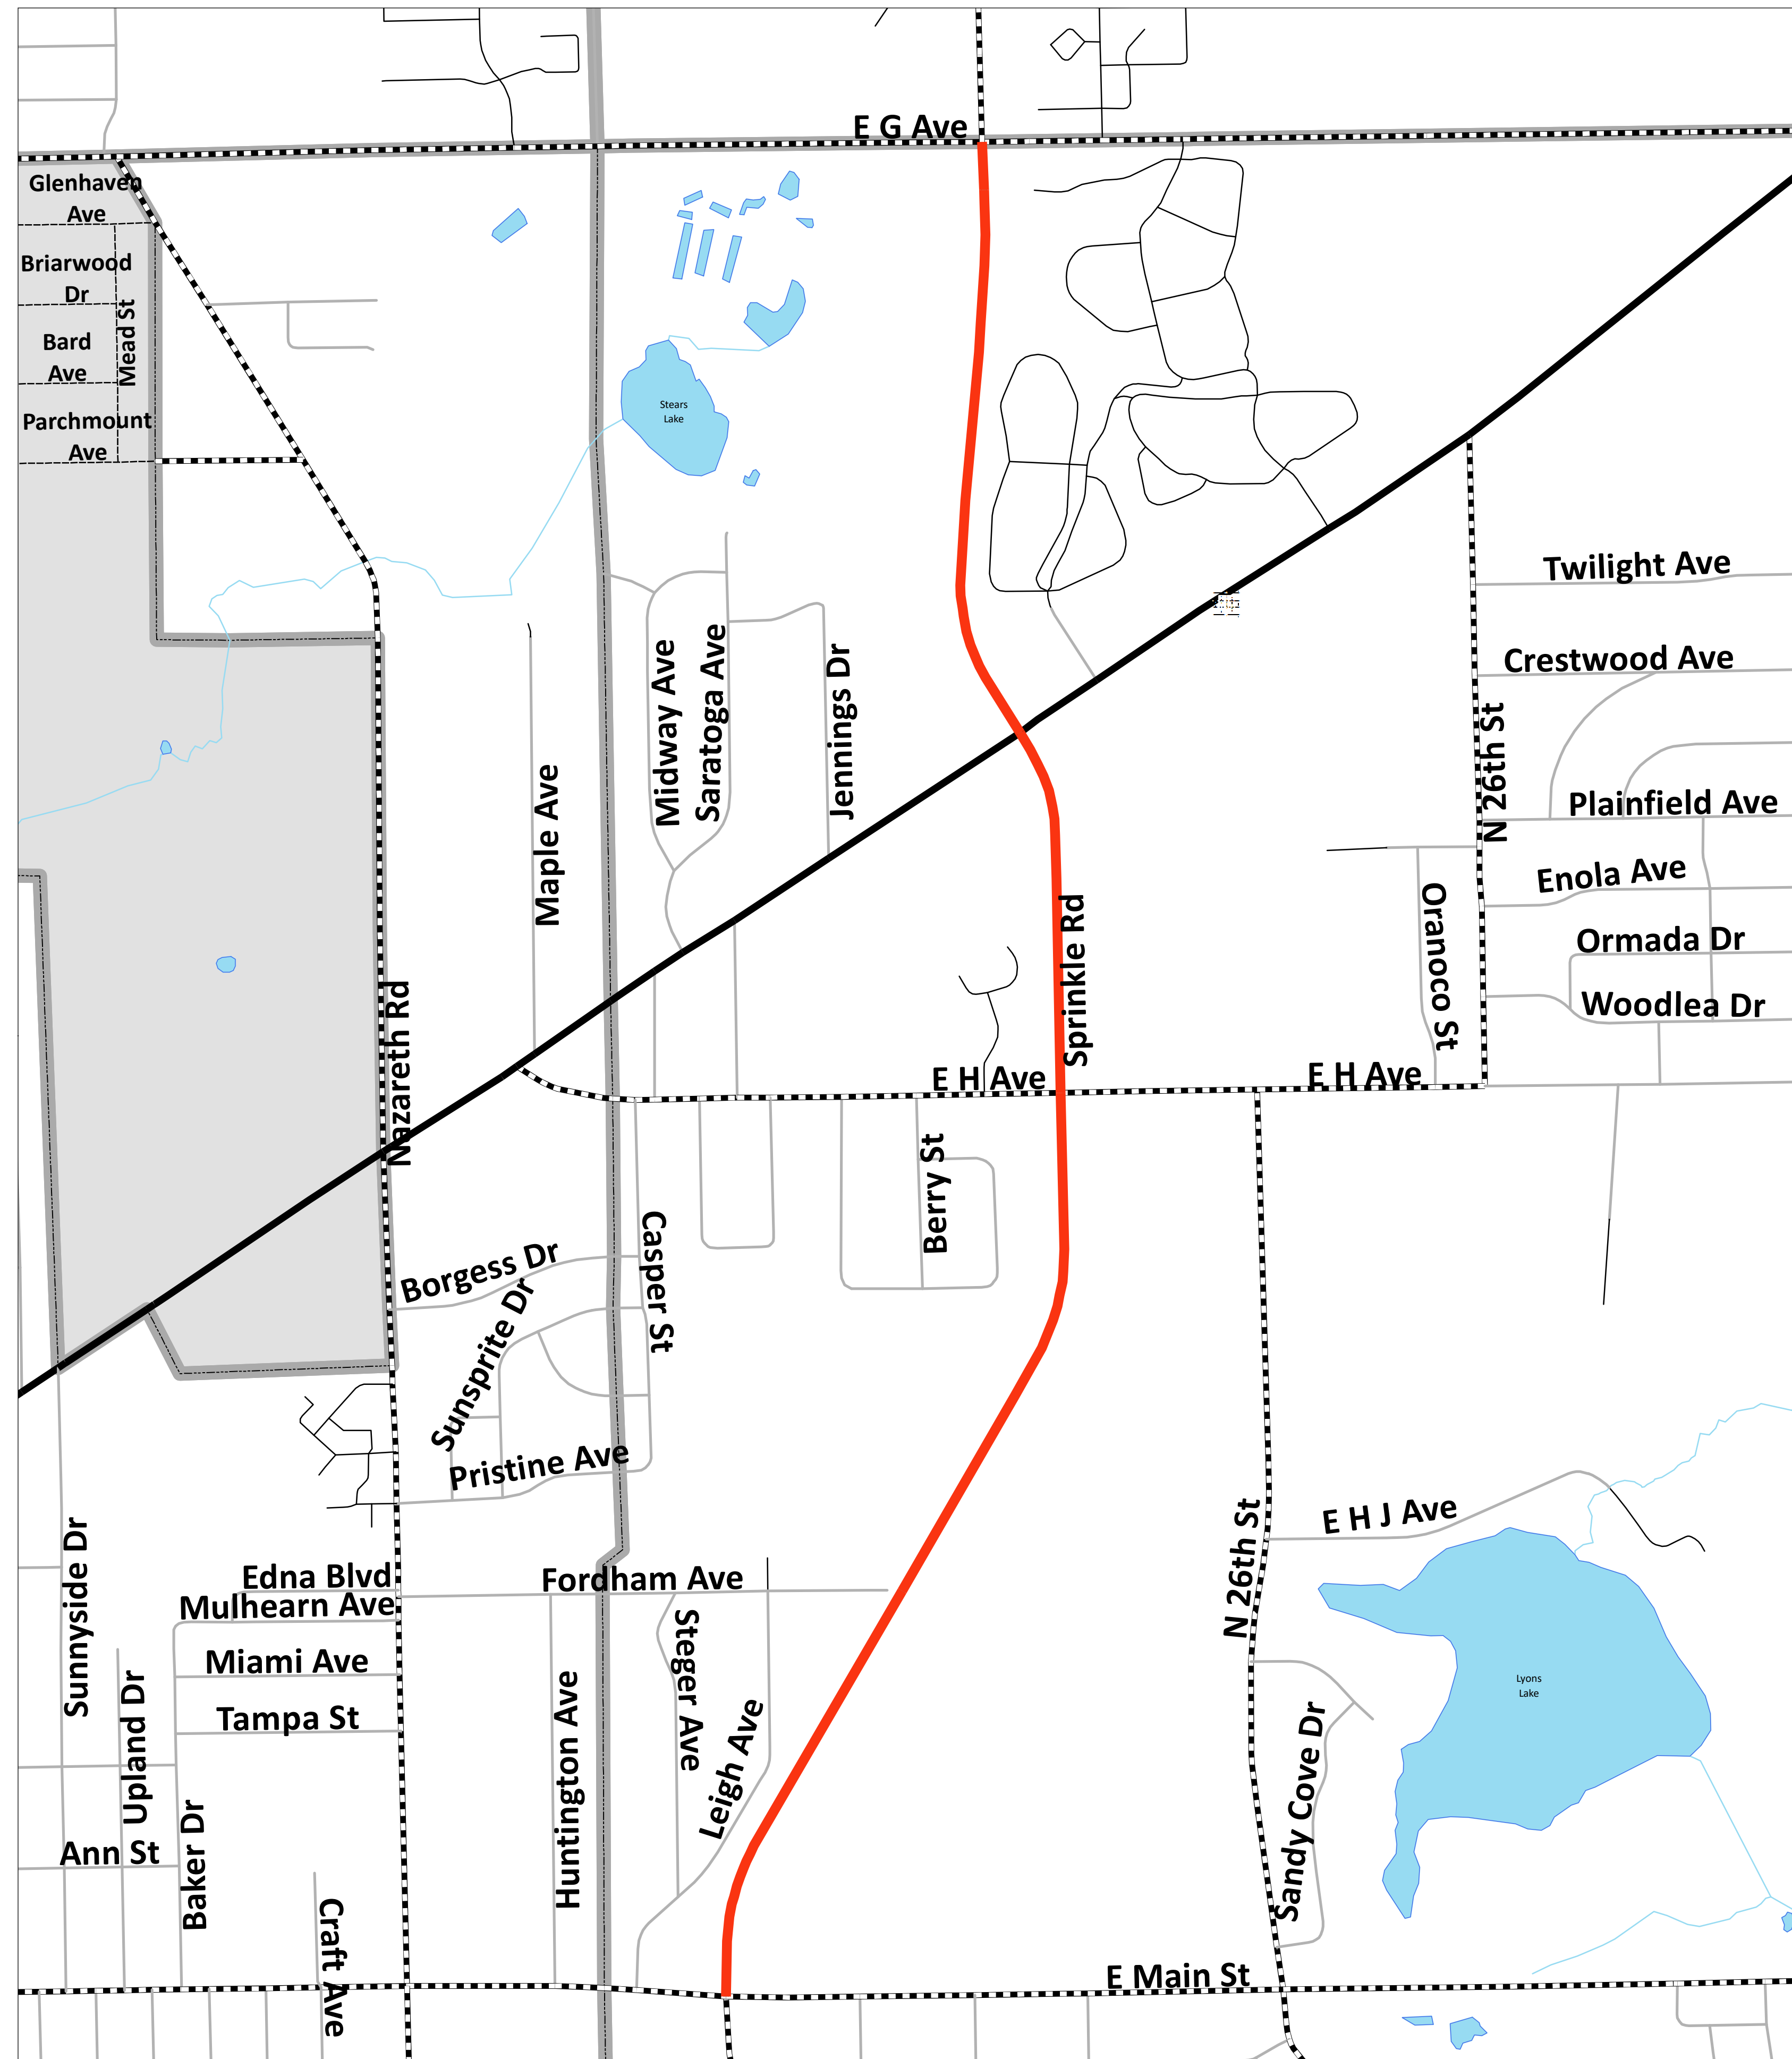 E G Ave
Glenhaven
Ave
Briarwood
Dr
Mead St
Bard
Ave
Parchmount
Ave
Stears
Lake
Twilight Ave
Crestwood Ave
Midway Ave
Saratoga Ave
Jennings Dr
N 26th St
Maple Ave
Plainfield Ave
Enola Ave
Oranoco St
Sprinkle Rd
Ormada Dr
Woodlea Dr
Nazareth Rd
E H Ave
E H Ave
Berry St
Casper St
Borgess Dr
Sunsprite Dr
Pristine Ave
E H J Ave
N 26th St
Sunnyside Dr
Edna Blvd
Fordham Ave
Mulhearn Ave
Steger Ave
Miami Ave
Upland Dr
Huntington Ave
Leigh Ave
Lyons
Lake
Tampa St
Sandy Cove Dr
Baker Dr
Ann St
Craft Ave
E Main St